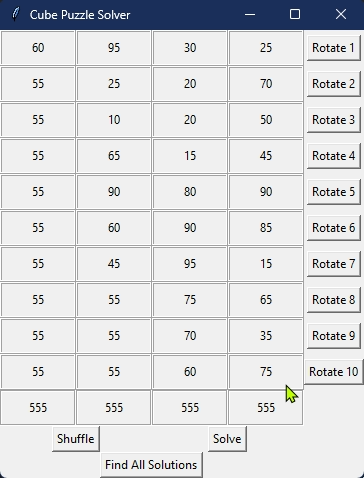 Cube Puzzle Solver
60 95 30 25 Rotate 1
55 25 20 70 Rotate 2
55 10 20 50 Rotate 3
55 65 15 45 Rotate 4
55 90 80 90 Rotate 5
55 60 90 85 Rotate 6
55 45 95 15 Rotate 7
55 55 75 65 Rotate 8
55 55 70 35 Rotate 9
55 55 60 75 Rotate 10
555 555 555 555
Shuffle Solve
Find All Solutions